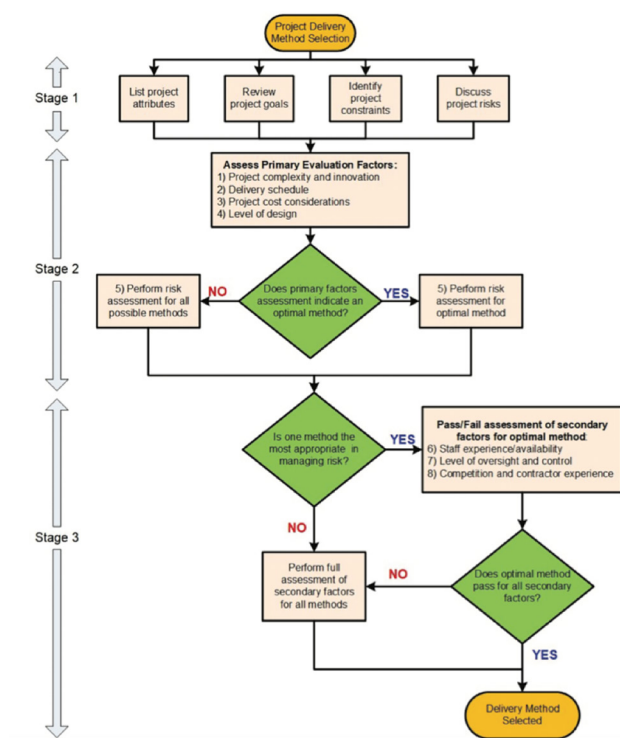 Project Delivery
Method Selection
Stage 1
List project
attributes
Review
project goals
Identify
project
constraints
Discuss
project risks
Stage 2
Assess Primary Evaluation Factors:
1) Project complexity and innovation
2) Delivery schedule
3) Project cost considerations
4) Level of design
5) Perform risk
assessment for all
possible methods
NO
Does primary factors
assessment indicate an
optimal method?
YES
5) Perform risk
assessment for
optimal method
Stage 3
Is one method the
most appropriate in
managing risk?
YES
Pass/Fail assessment of secondary
factors for optimal method:
6) Staff experience/availability
7) Level of oversight and control
8) Competition and contractor experience
NO
Perform full
assessment of
secondary factors
for all methods
NO
Does optimal method
pass for all secondary
factors?
YES
Delivery Method
Selected